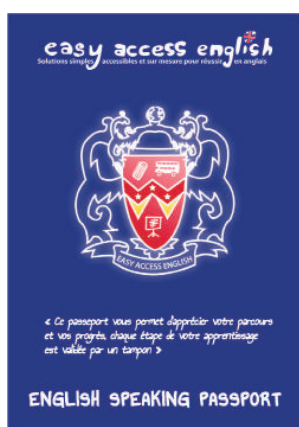 easy access english
Solutions simples, accessibles et sur mesure pour réussir en anglais
EASY ACCESS ENGLISH
« Ce passeport vous permet d'apprécier votre parcours
et vos progrès, chaque étape de votre apprentissage
est validée par un tampon »
ENGLISH SPEAKING PASSPORT